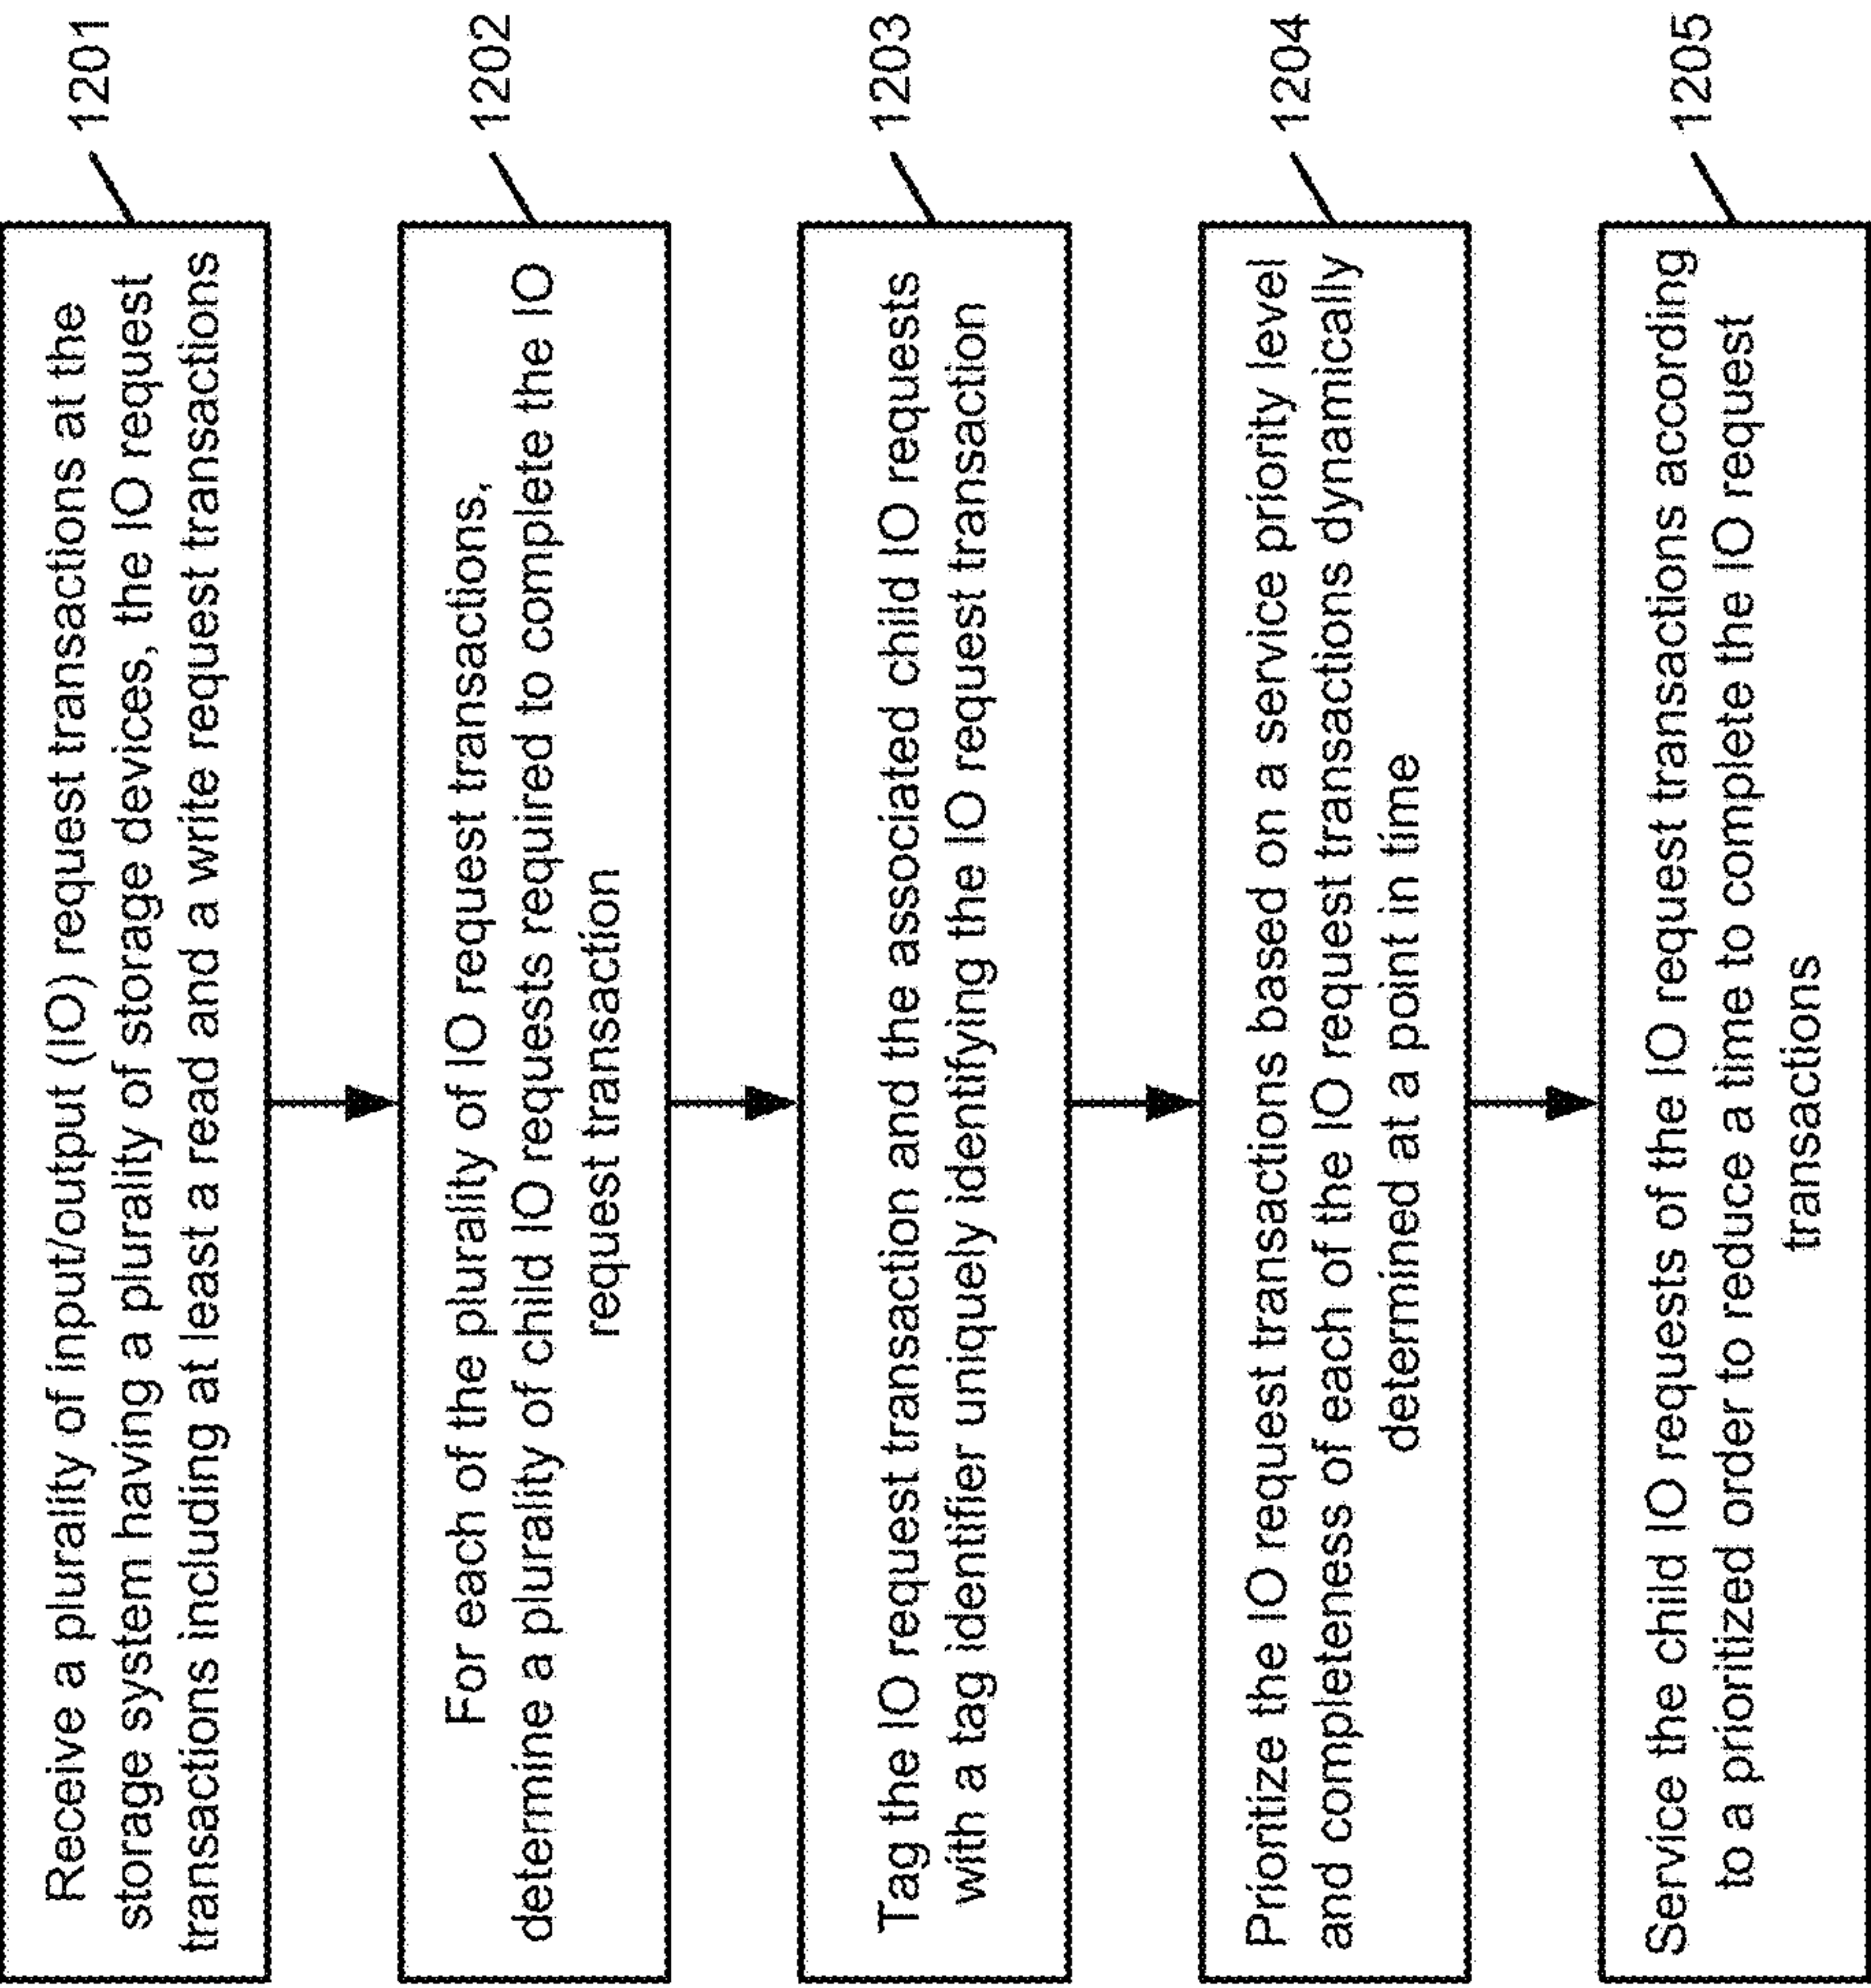 Receive a plurality of input/output (IO) request transactions at the
storage system having a plurality of storage devices, the IO request
transactions including at least a read and a write request transactions
1201
For each of the plurality of IO request transactions,
determine a plurality of child IO requests required to complete the IO
request transaction
1202
Tag the IO request transaction and the associated child IO requests
with a tag identifier uniquely identifying the IO request transaction
1203
Prioritize the IO request transactions based on a service priority level
and completeness of each of the IO request transactions dynamically
determined at a point in time
1204
Service the child IO requests of the IO request transactions according
to a prioritized order to reduce a time to complete the IO request
transactions
1205